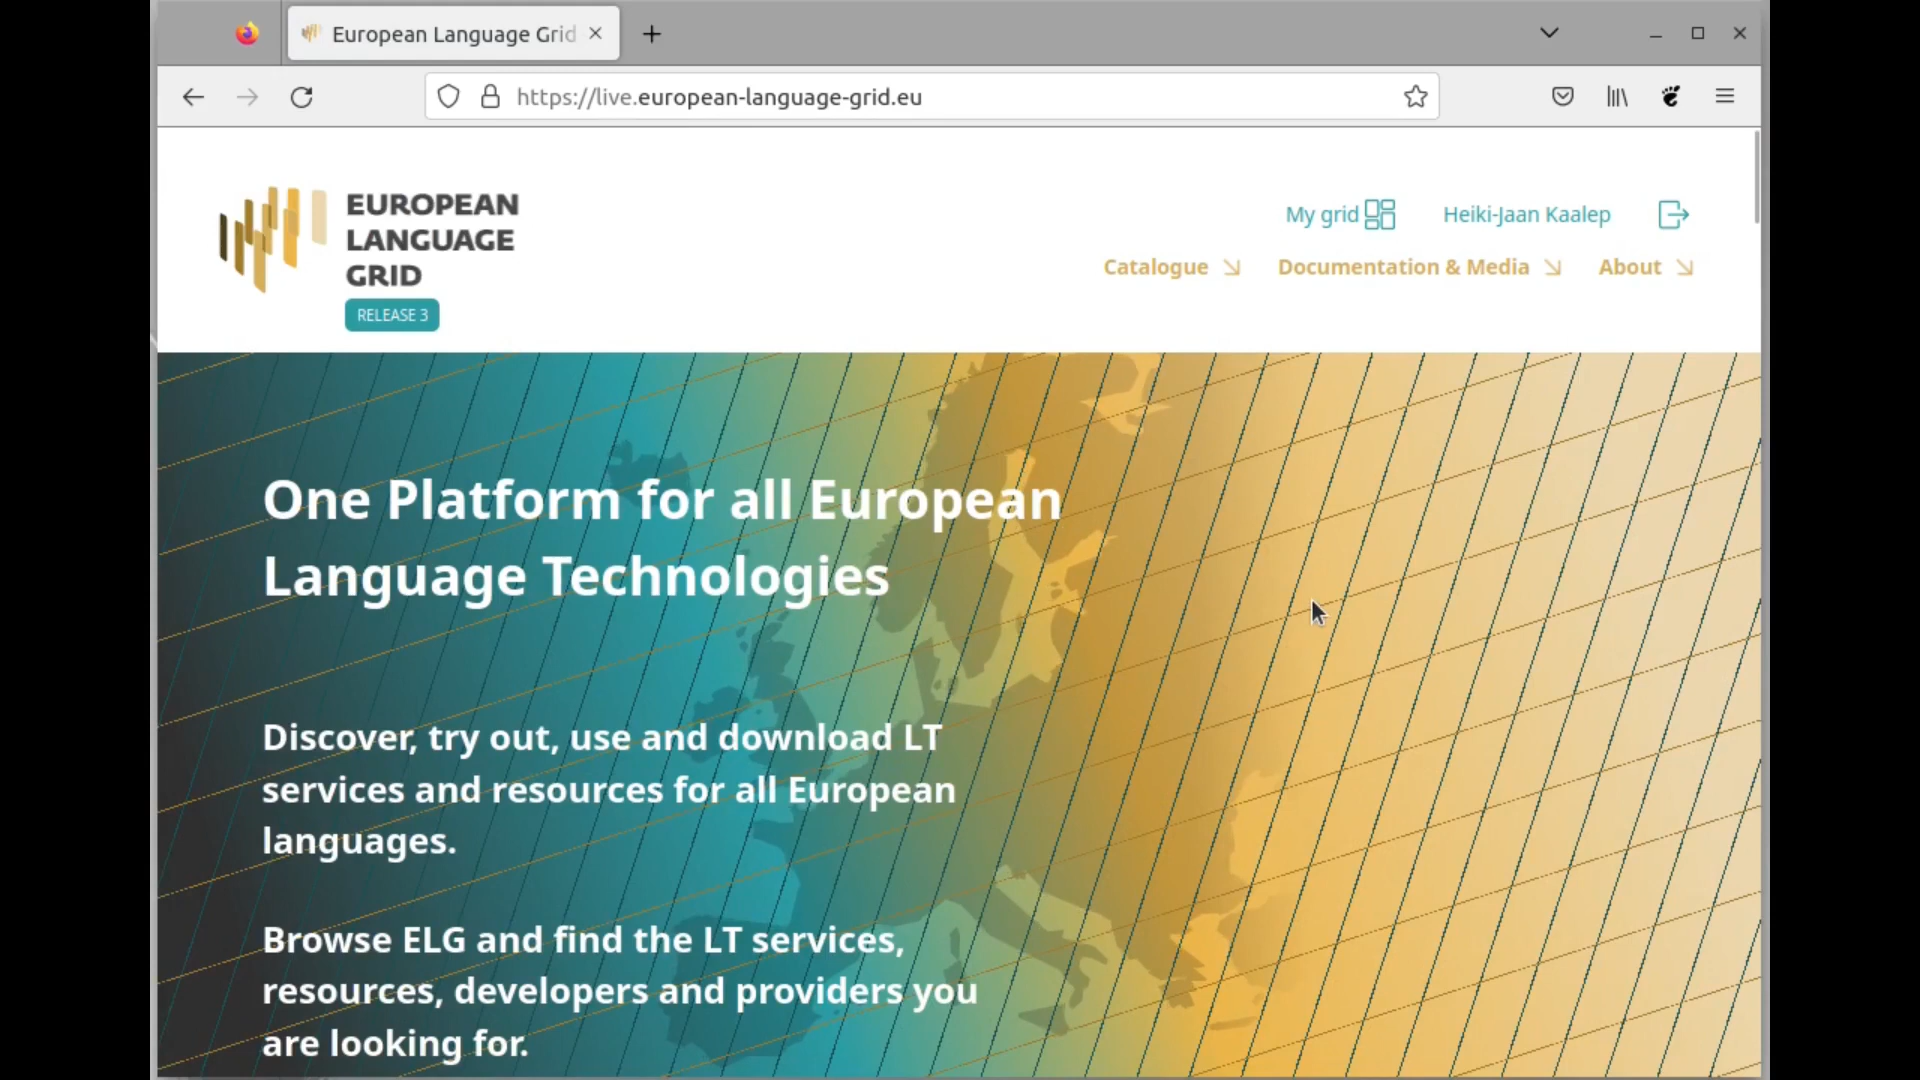 European Language Grid
https://live.european-language-grid.eu
EUROPEAN
LANGUAGE
GRID
RELEASE 3
My grid
Heiki-Jaan Kaalep
Catalogue
Documentation & Media
About
One Platform for all European
Language Technologies
Discover, try out, use and download LT
services and resources for all European
languages.
Browse ELG and find the LT services,
resources, developers and providers you
are looking for.